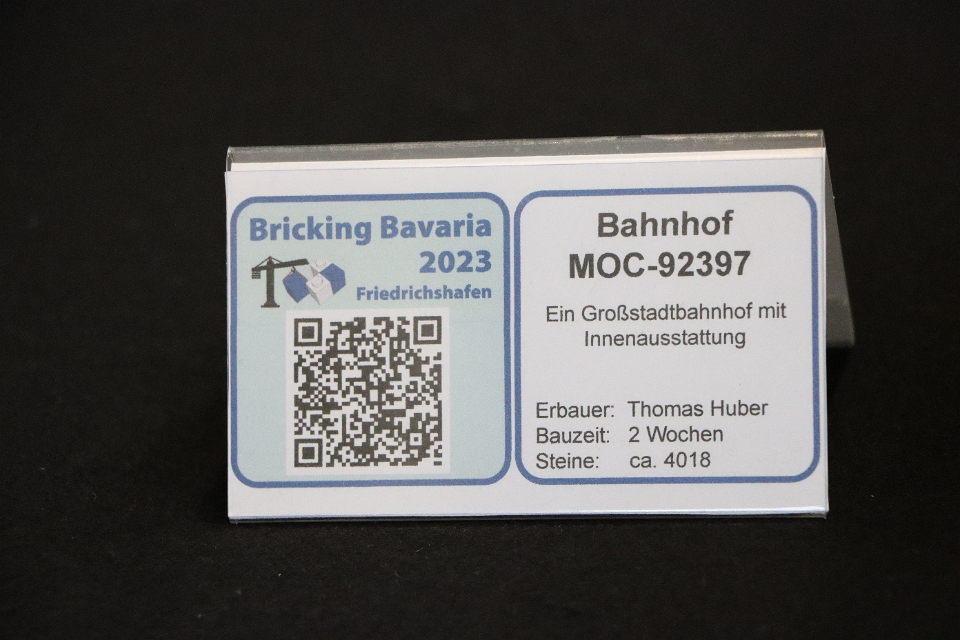 Bricking Bavaria
2023
Friedrichshafen
Bahnhof
MOC-92397
Ein Großstadtbahnhof mit
Innenausstattung
Erbauer: Thomas Huber
Bauzeit: 2 Wochen
Steine: ca. 4018